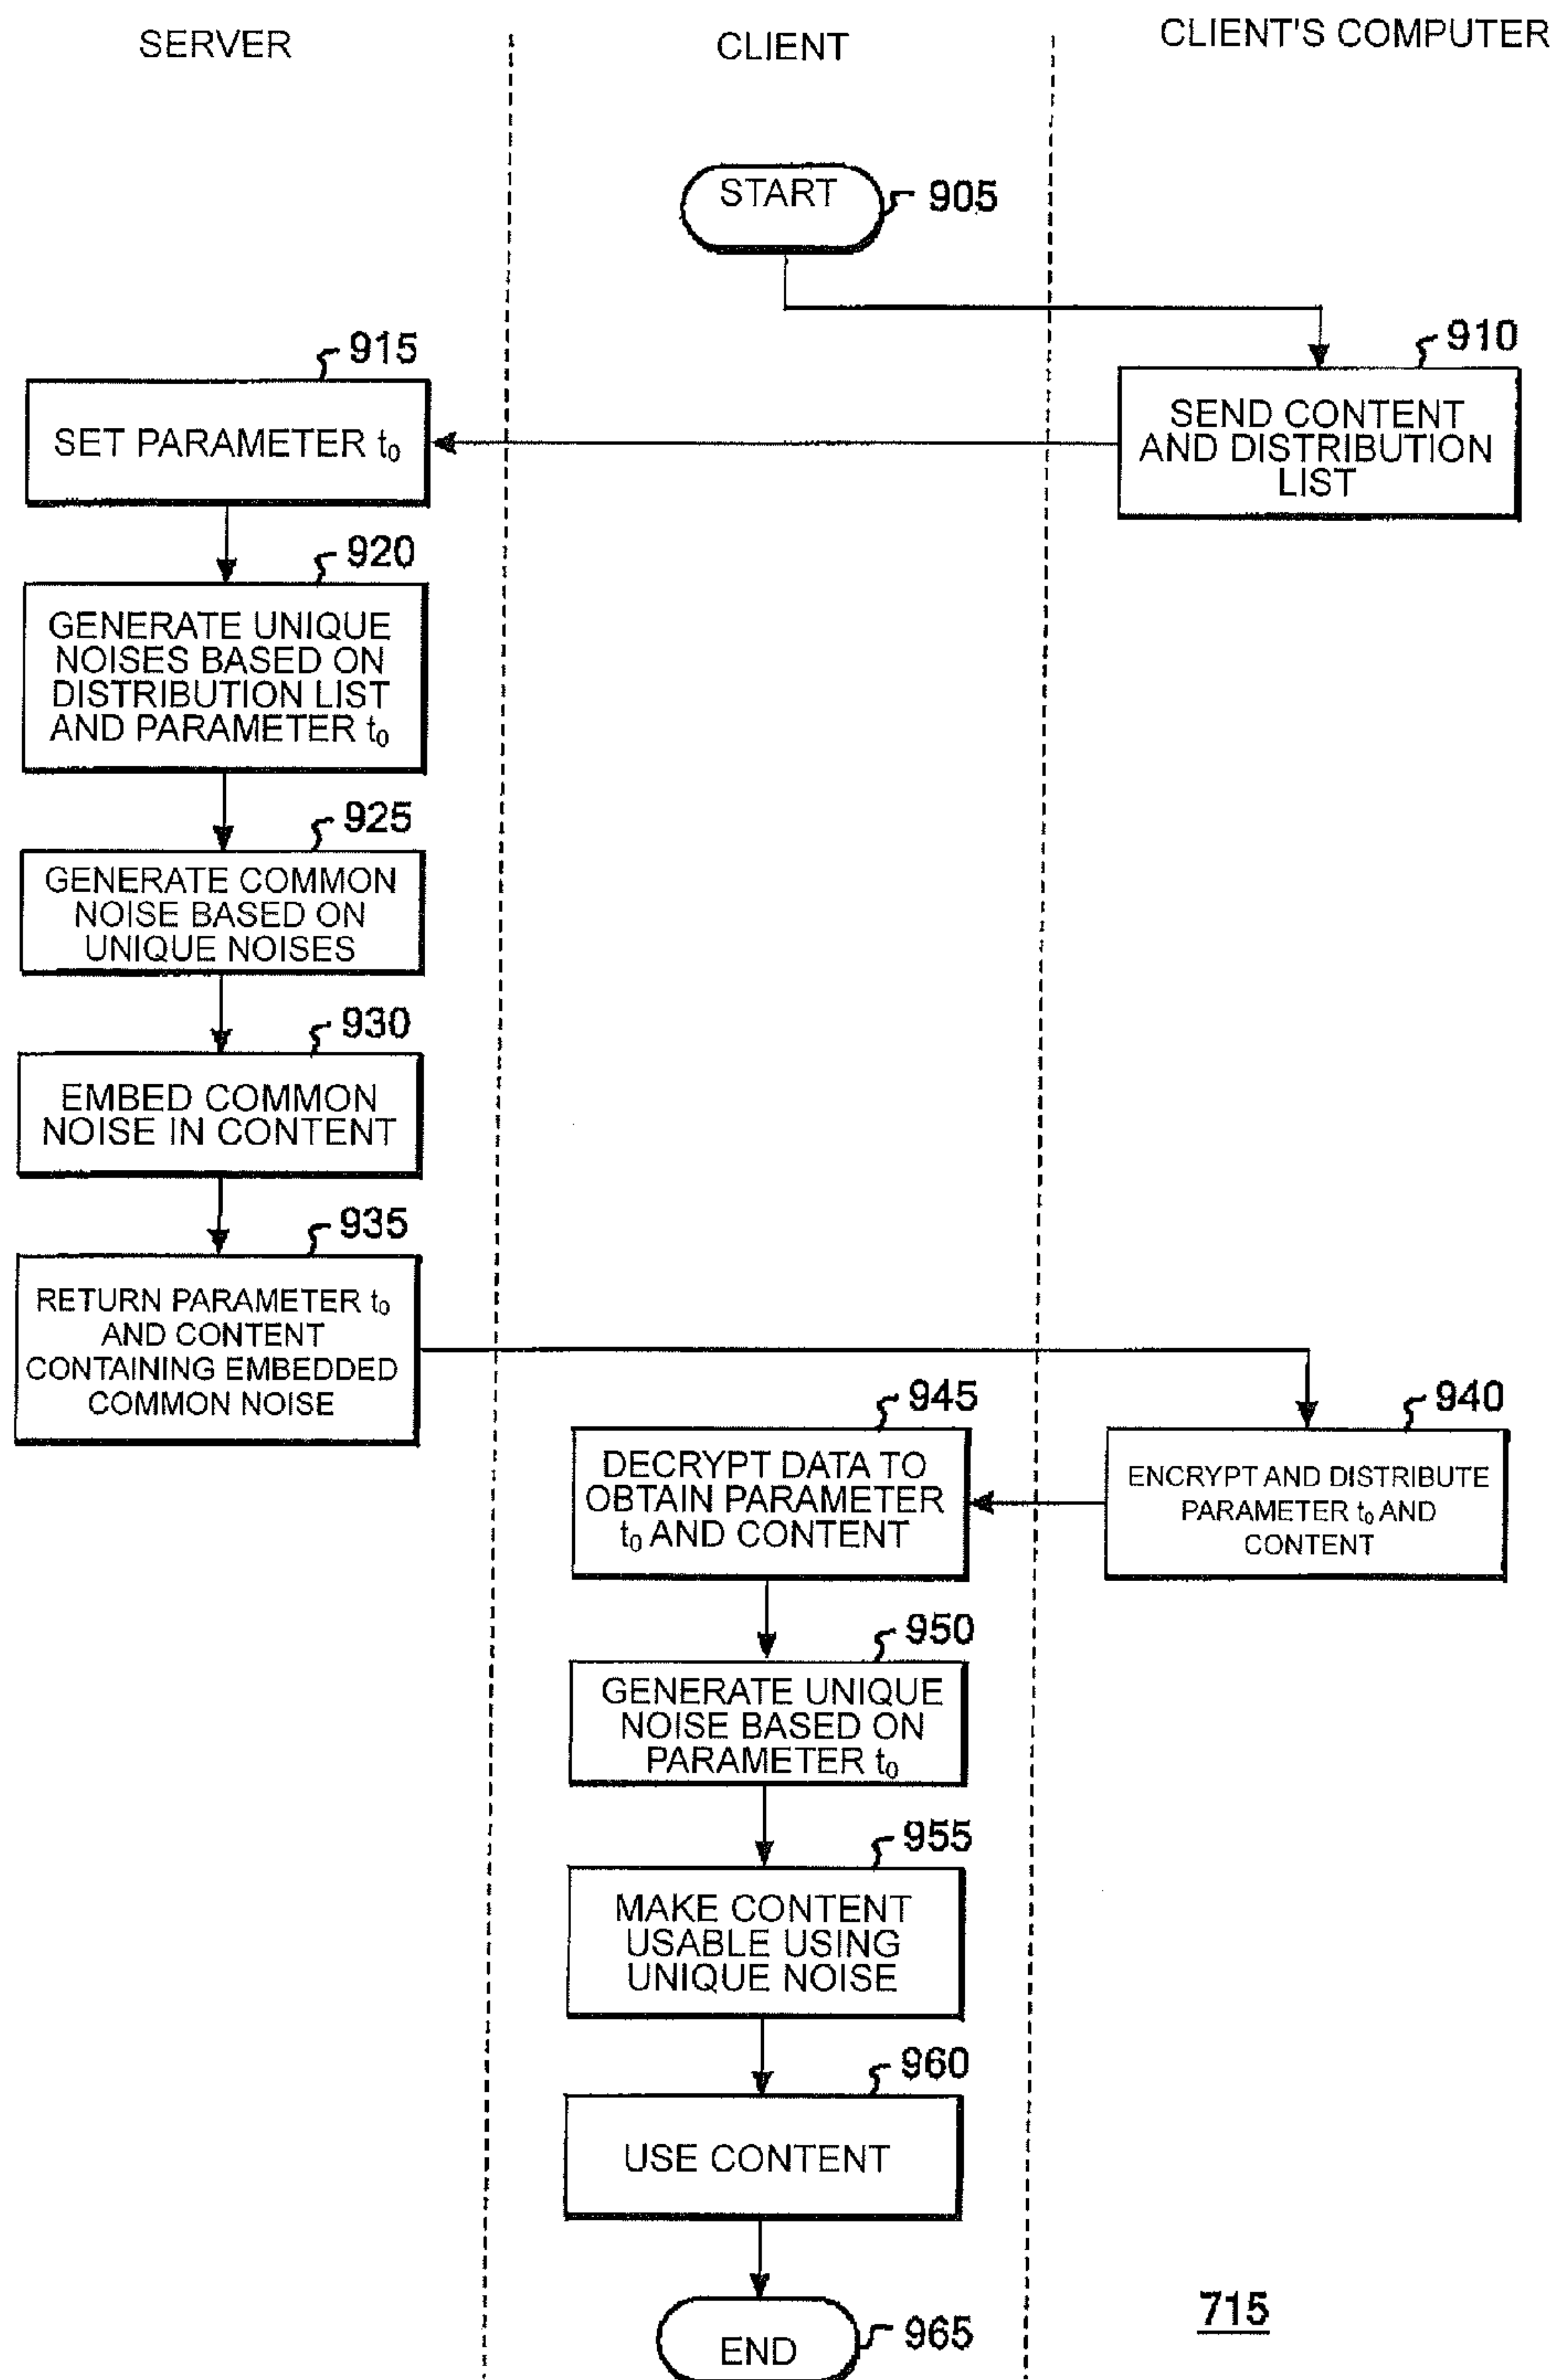 SERVER
CLIENT
CLIENT'S COMPUTER
START
905
910
SEND CONTENT
AND DISTRIBUTION
LIST
915
SET PARAMETER t₀
920
GENERATE UNIQUE
NOISES BASED ON
DISTRIBUTION LIST
AND PARAMETER t₀
925
GENERATE COMMON
NOISE BASED ON
UNIQUE NOISES
930
EMBED COMMON
NOISE IN CONTENT
935
RETURN PARAMETER t₀
AND CONTENT
CONTAINING EMBEDDED
COMMON NOISE
940
ENCRYPT AND DISTRIBUTE
PARAMETER t₀ AND
CONTENT
945
DECRYPT DATA TO
OBTAIN PARAMETER
t₀ AND CONTENT
950
GENERATE UNIQUE
NOISE BASED ON
PARAMETER t₀
955
MAKE CONTENT
USABLE USING
UNIQUE NOISE
960
USE CONTENT
END
965
715